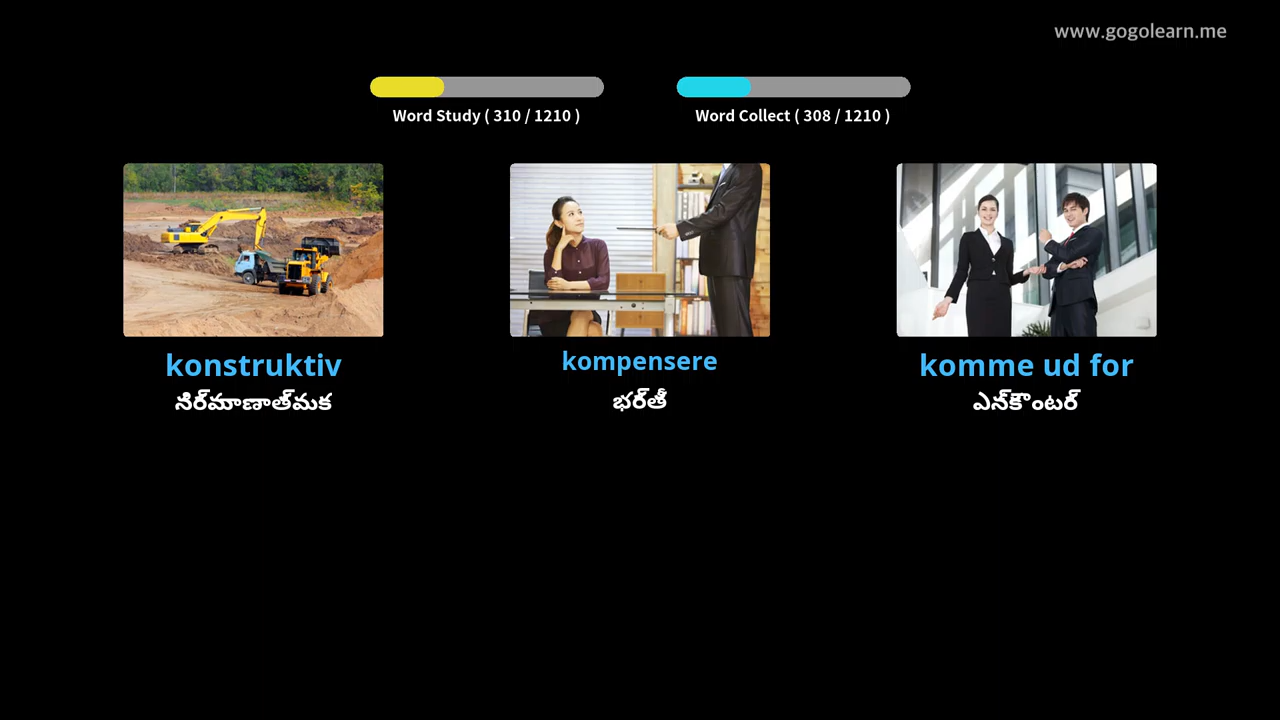 www.gogolearn.me
Word Study ( 310 / 1210 )
Word Collect ( 308 / 1210 )
konstruktiv
kompensere
komme ud for
నిర్‌మాణాత్‌మక
భర్‌తీ
ఎన్‌కౌంటర్